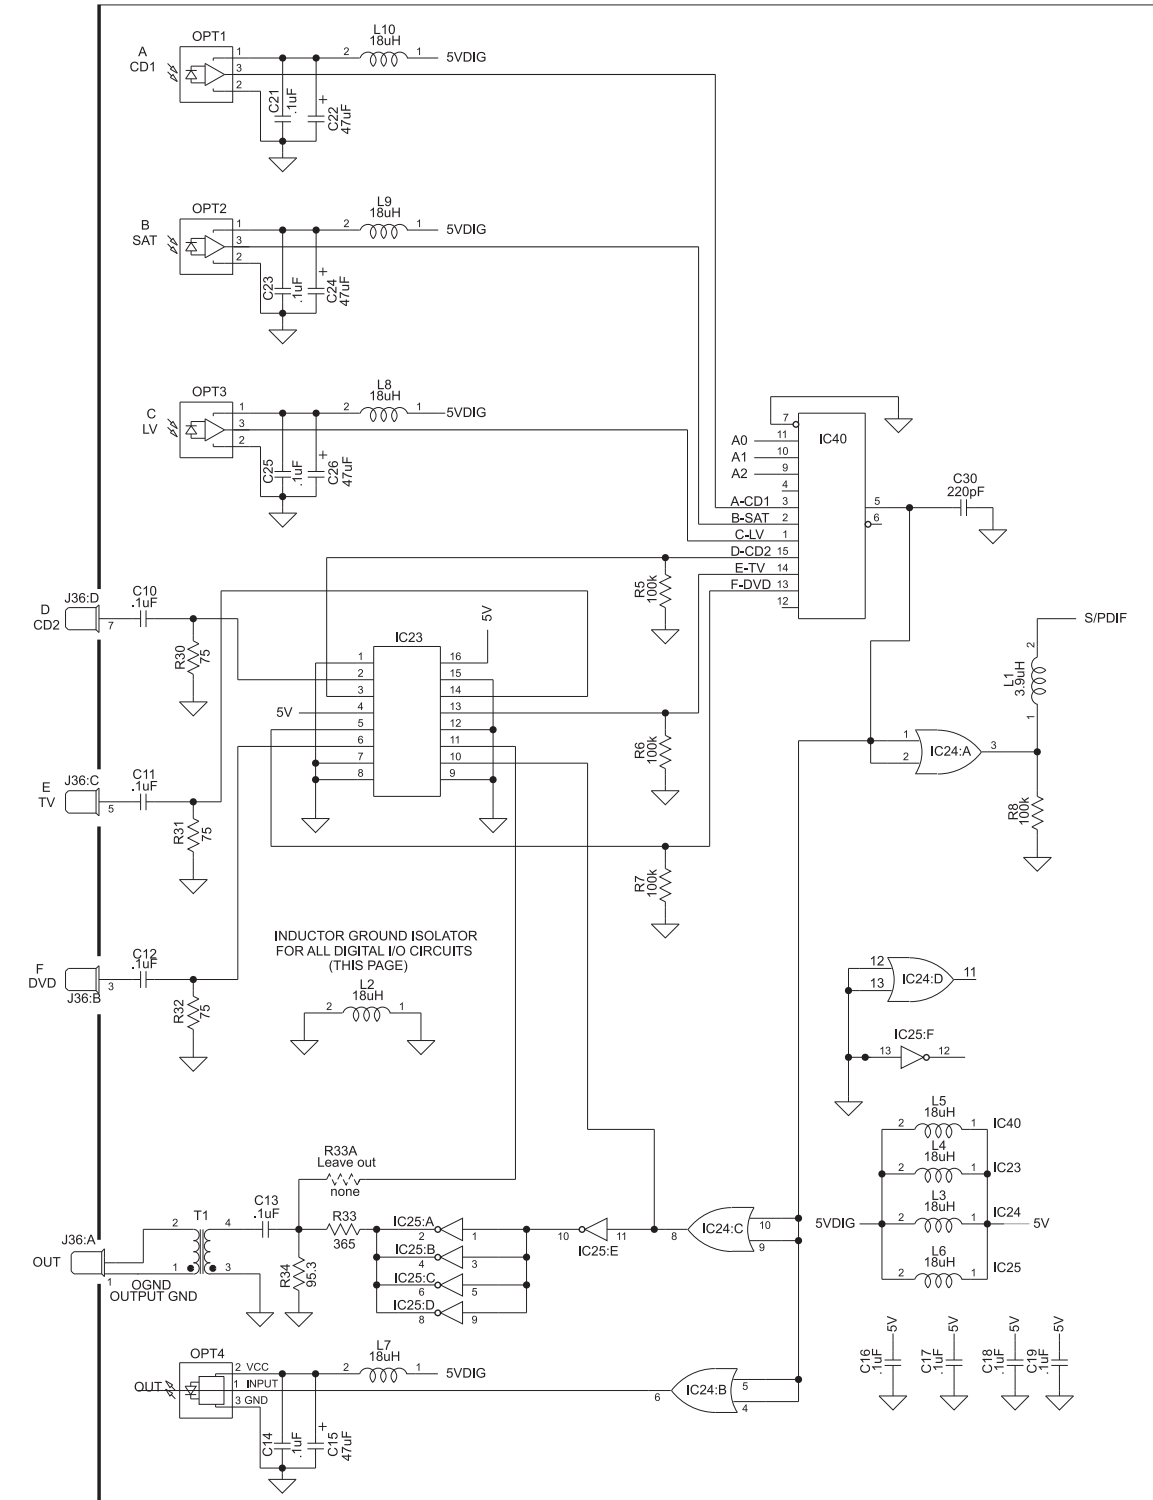 OPT1
A
CD1
1
3
2
L10
18uH
2
1
5VDIG
C21
.1uF
+
C22
47uF
OPT2
B
SAT
1
3
2
L9
18uH
2
1
5VDIG
C23
.1uF
+
C24
47uF
OPT3
C
LV
1
3
2
L8
18uH
2
1
5VDIG
C25
.1uF
+
C26
47uF
IC40
7
A0 11
A1 10
A2 9
4
A-CD1 3
B-SAT 2
C-LV 1
D-CD2 15
E-TV 14
F-DVD 13
12
5
6
C30
220pF
R5
100k
J36:D
D
CD2
7
C10
.1uF
R30
75
IC23
5V
1 16
2 15
3 14
5V 4 13
5 12
6 11
7 10
8 9
R6
100k
R7
100k
S/PDIF
2
L1
3.9uH
1
1
2
IC24:A
3
R8
100k
J36:C
E
TV
5
C11
.1uF
R31
75
J36:B
F
DVD
3
C12
.1uF
R32
75
INDUCTOR GROUND ISOLATOR
FOR ALL DIGITAL I/O CIRCUITS
(THIS PAGE)
L2
18uH
2
1
12
13
IC24:D
11
IC25:F
13
12
L5
18uH
2
1
IC40
L4
18uH
2
1
IC23
L3
18uH
5VDIG
2
1
IC24
5V
L6
18uH
2
1
IC25
R33A
Leave out
none
C13
.1uF
T1
2
4
1
3
J36:A
OUT
1
OGND
OUTPUT GND
R33
365
R34
95.3
IC25:A
2
1
IC25:B
4
3
IC25:C
6
5
IC25:D
8
9
10
11
IC25:E
8
IC24:C
10
9
OPT4
OUT
2 VCC
1 INPUT
3 GND
L7
18uH
2
1
5VDIG
C14
.1uF
+
C15
47uF
6
IC24:B
5
4
5V
C16
.1uF
5V
C17
.1uF
5V
C18
.1uF
5V
C19
.1uF